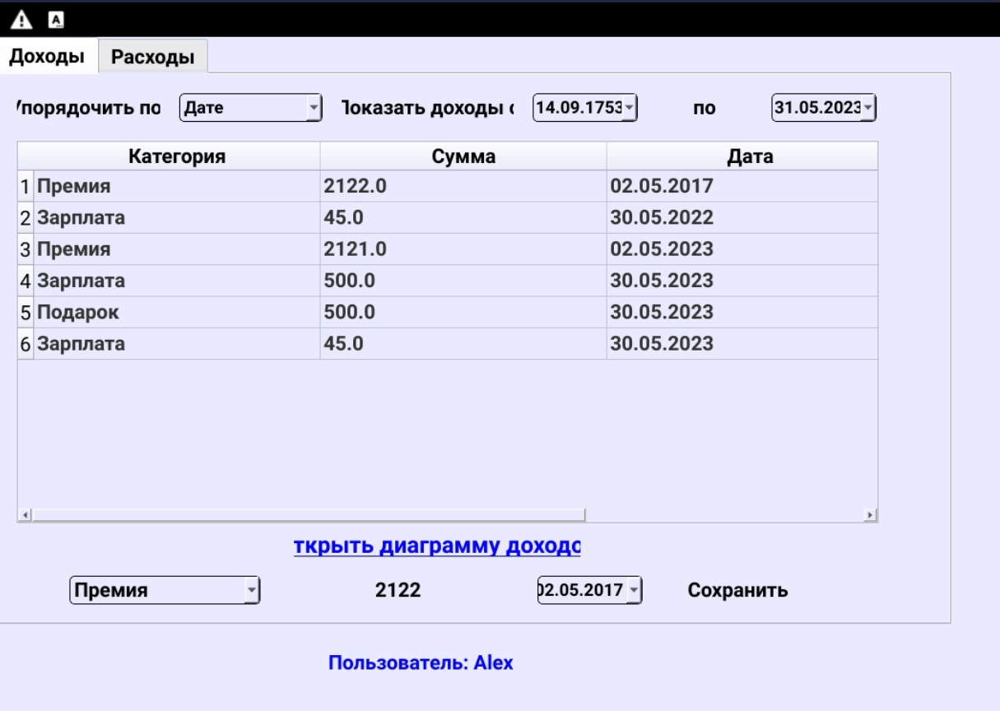 Доходы Расходы
Упорядочить по Дате Показать доходы с 14.09.1753 по 31.05.2023
Категория Сумма Дата
1 Премия 2122.0 02.05.2017
2 Зарплата 45.0 30.05.2022
3 Премия 2121.0 02.05.2023
4 Зарплата 500.0 30.05.2023
5 Подарок 500.0 30.05.2023
6 Зарплата 45.0 30.05.2023
ткрыть диаграмму доходо
Премия 2122 02.05.2017 Сохранить
Пользователь: Alex